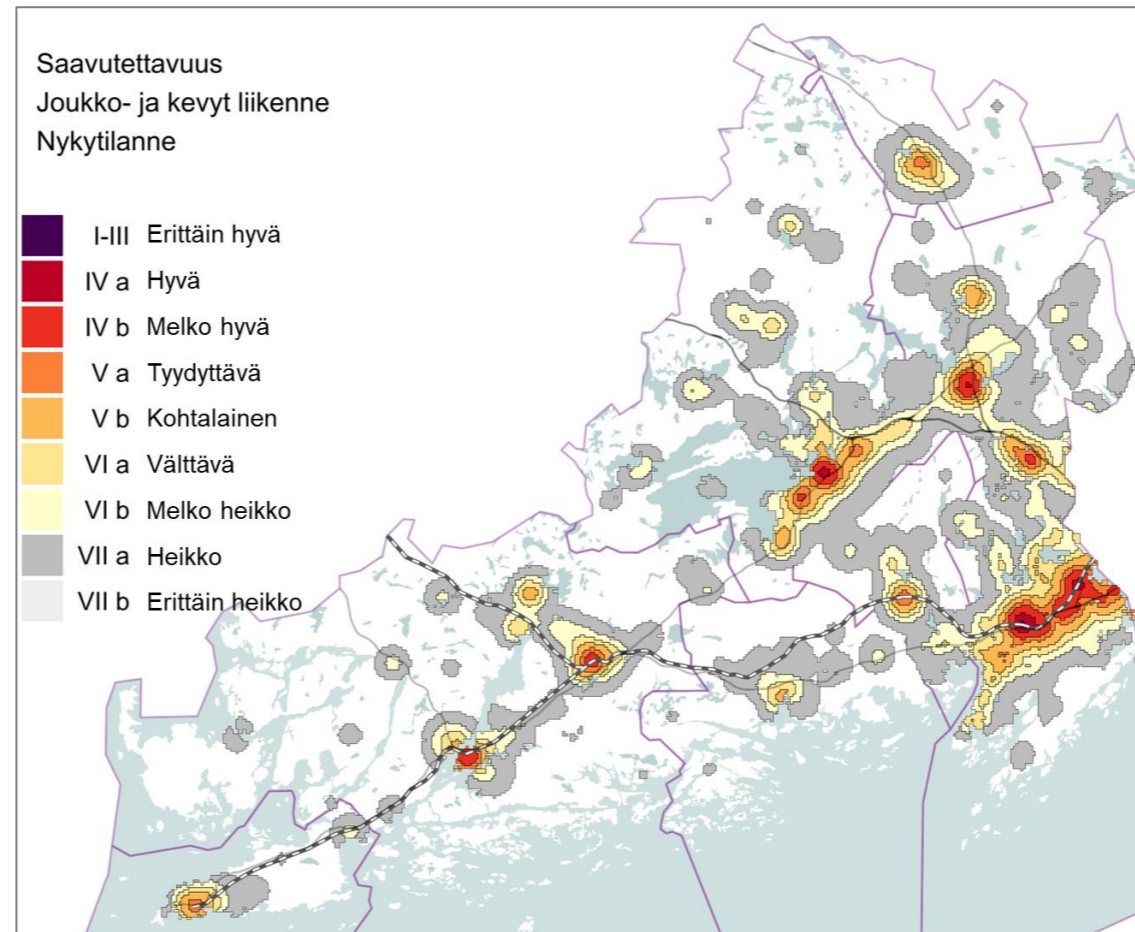 Saavutettavuus
Joukko- ja kevyt liikenne
Nykytilanne
I-III Erittäin hyvä
IV a Hyvä
IV b Melko hyvä
V a Tyydyttävä
V b Kohtalainen
VI a Välttävä
VI b Melko heikko
VII a Heikko
VII b Erittäin heikko